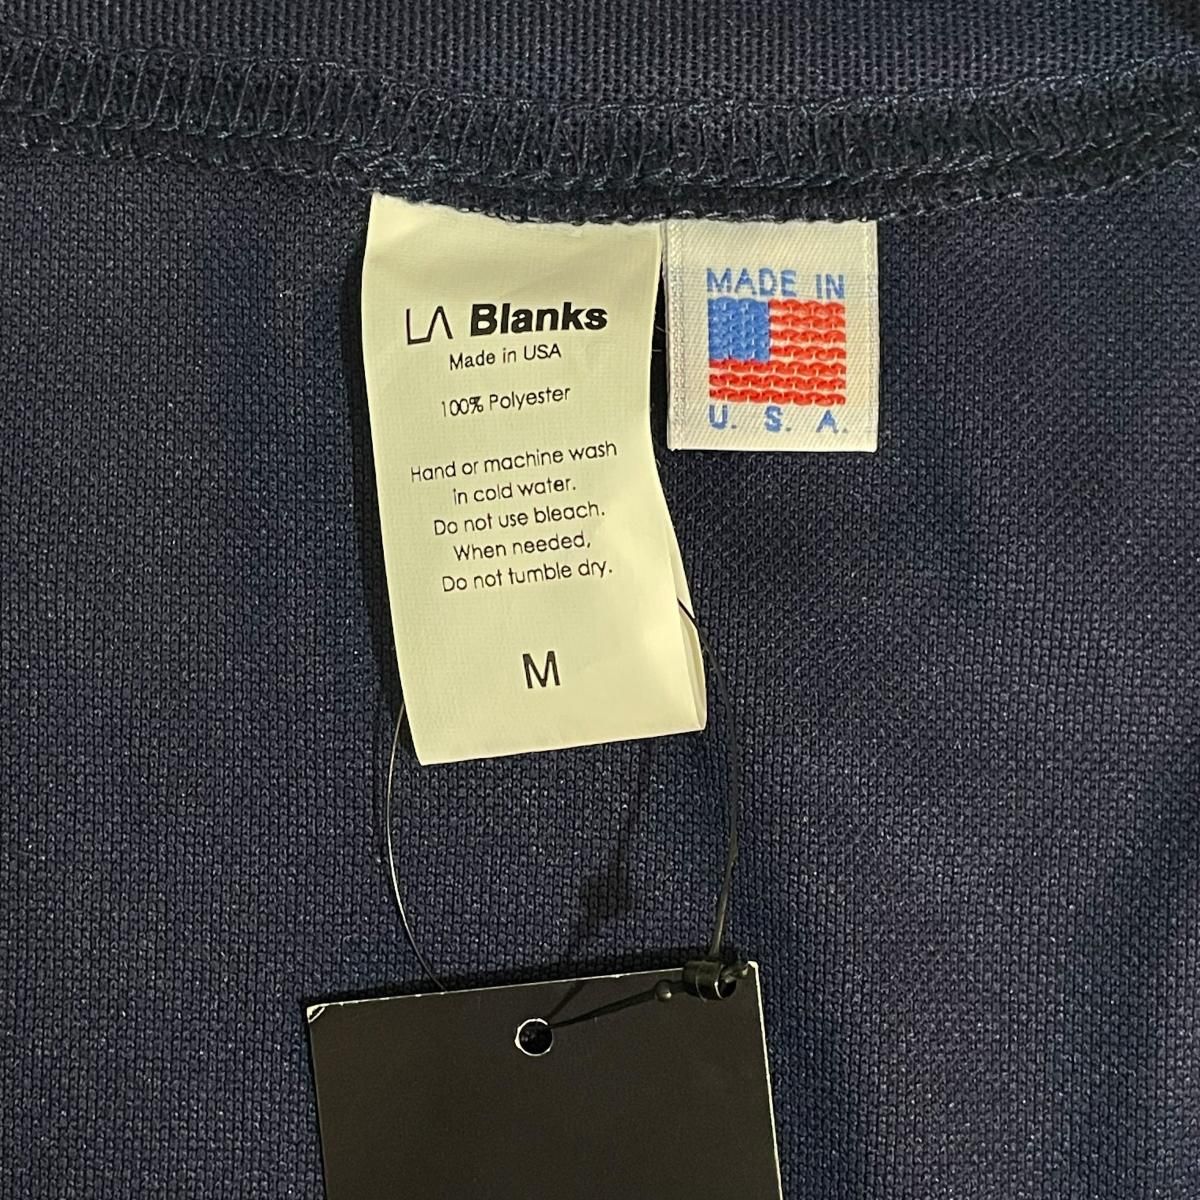 LA Blanks
Made in USA
100% Polyester
Hand or machine wash
in cold water.
Do not use bleach.
When needed,
Do not tumble dry.
M
MADE IN
U. S. A.